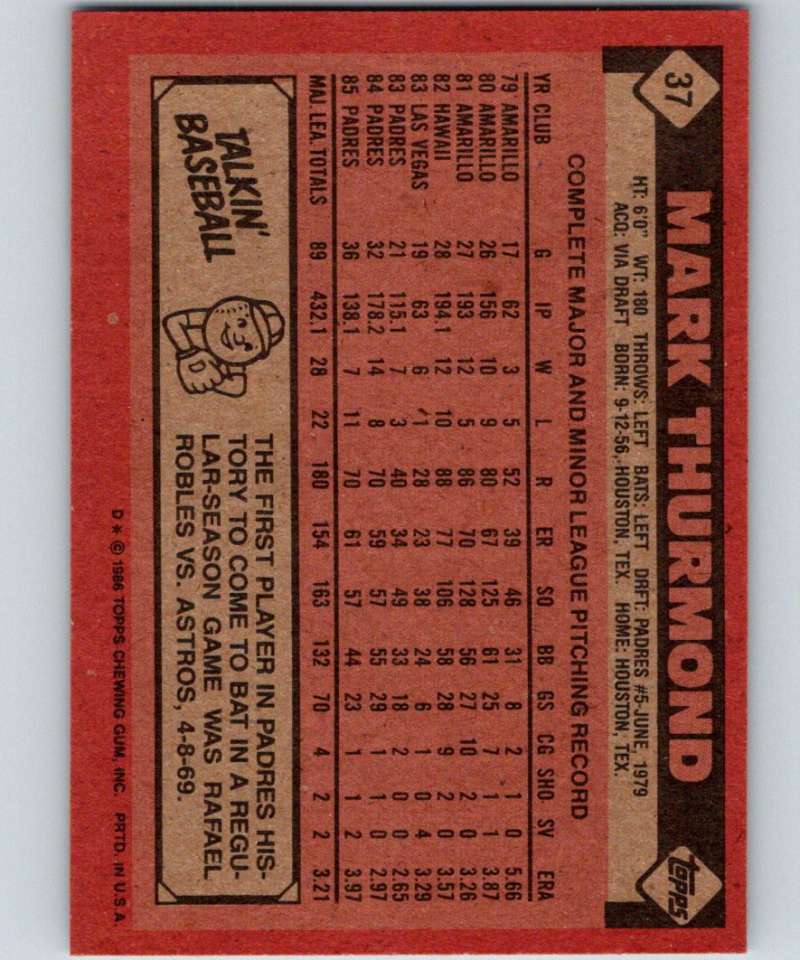 37
MARK THURMOND
TOPPS
HT: 6'0" WT: 180 THROWS: LEFT BATS: LEFT DRFT: PADRES #5-JUNE, 1979
ACQ: VIA DRAFT BORN: 9-12-56, HOUSTON, TEX. HOME: HOUSTON, TEX.
COMPLETE MAJOR AND MINOR LEAGUE PITCHING RECORD
YR CLUB G IP W L R ER SO BB GS CG SHO SV ERA
79 AMARILLO 17 62 3 5 52 39 46 31 8 2 1 0 5.66
80 AMARILLO 26 156 10 9 80 67 125 61 25 7 1 1 3.87
81 AMARILLO 27 193 12 5 86 70 128 56 27 10 2 0 3.26
82 HAWAII 28 194.1 12 10 88 77 106 58 28 9 2 0 3.57
83 LAS VEGAS 19 63 6 1 28 23 38 24 6 1 0 4 3.29
83 PADRES 21 115.1 7 3 40 34 49 33 18 2 0 0 2.65
84 PADRES 32 178.2 14 8 70 59 57 55 29 1 1 0 2.97
85 PADRES 36 138.1 7 11 70 61 57 44 23 1 1 2 3.97
MAJ. LEA. TOTALS 89 432.1 28 22 180 154 163 132 70 4 2 2 3.21
TALKIN'
BASEBALL
THE FIRST PLAYER IN PADRES HIS-
TORY TO COME TO BAT IN A REGU-
LAR-SEASON GAME WAS RAFAEL
ROBLES VS. ASTROS, 4-8-69.
D* © 1986 TOPPS CHEWING GUM, INC. PRTD. IN U.S.A.